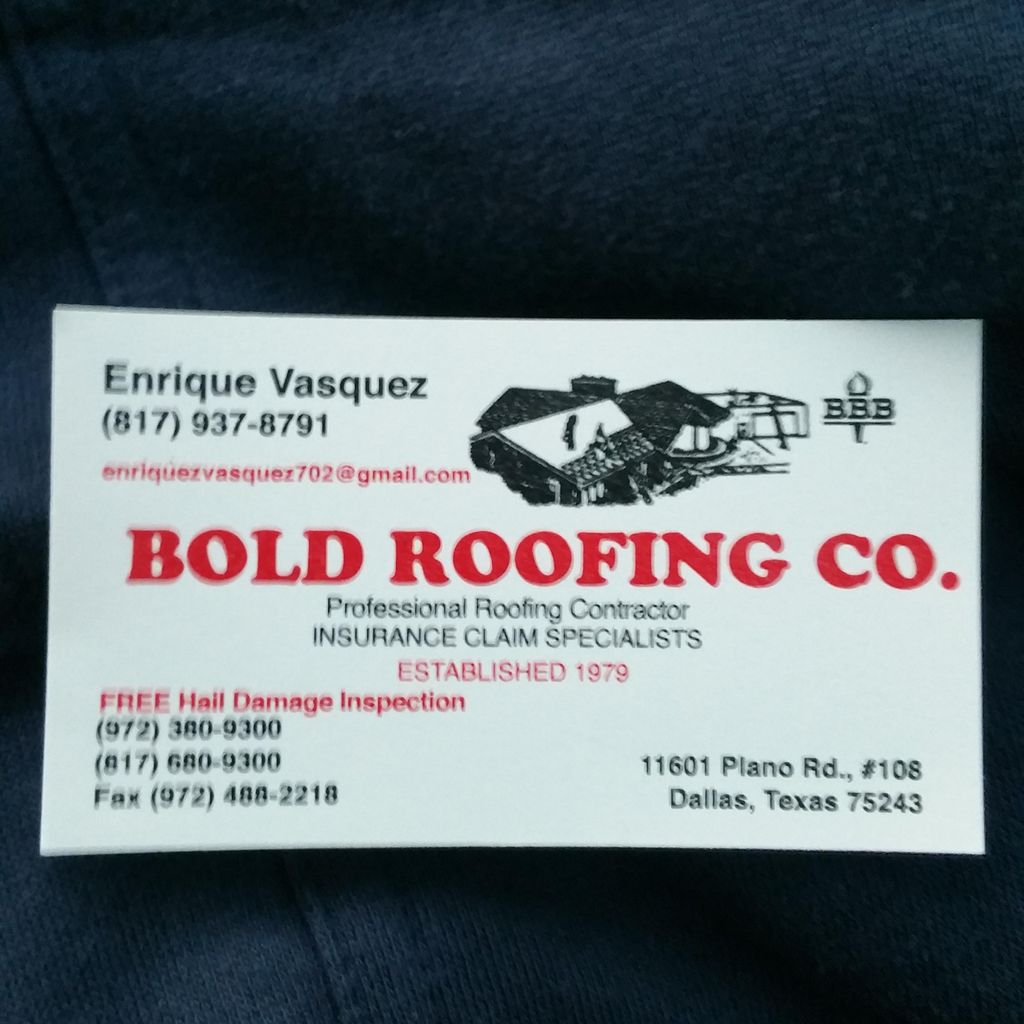 Enrique Vasquez
(817) 937-8791
enriquezvasquez702@gmail.com
BBB
BOLD ROOFING CO.
Professional Roofing Contractor
INSURANCE CLAIM SPECIALISTS
ESTABLISHED 1979
FREE Hail Damage Inspection
(972) 380-9300
(817) 680-9300
Fax (972) 488-2218
11601 Plano Rd., #108
Dallas, Texas 75243